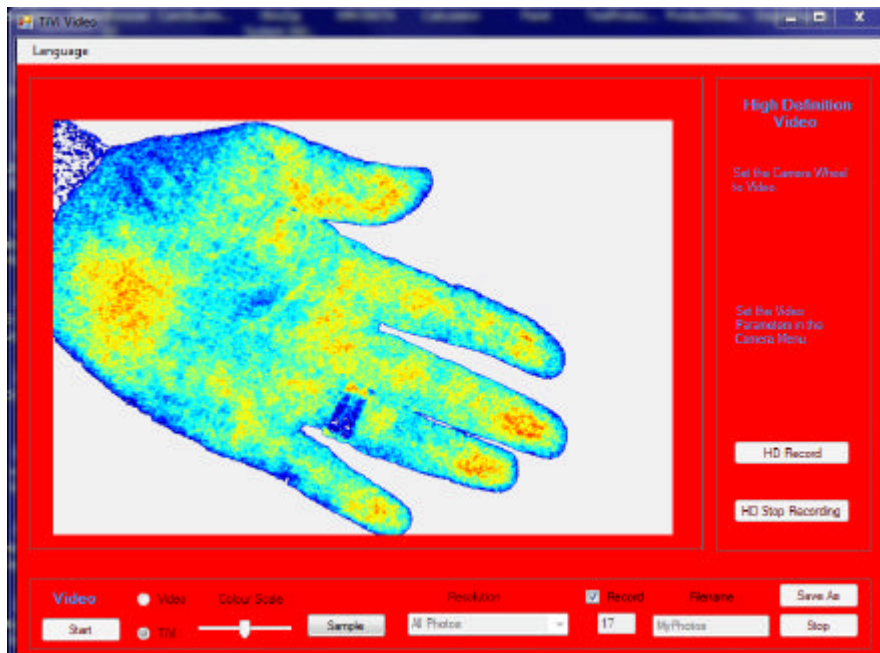 TiVi Video
Language
High Definition
Video
Set the Camera Wheel
to Video
Set the Video
Parameters in the
Camera Menu
HD Record
HD Stop Recording
Video
Video
Colour Scale
Resolution
Record
Filename
Save As
Start
TiVi
Sample
All Photos
17
MyPhotos
Stop